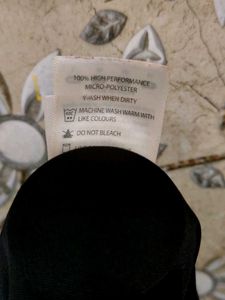 100% HIGH PERFORMANCE
MICRO-POLYESTER
WASH WHEN DIRTY
MACHINE WASH WARM WITH
LIKE COLOURS
DO NOT BLEACH